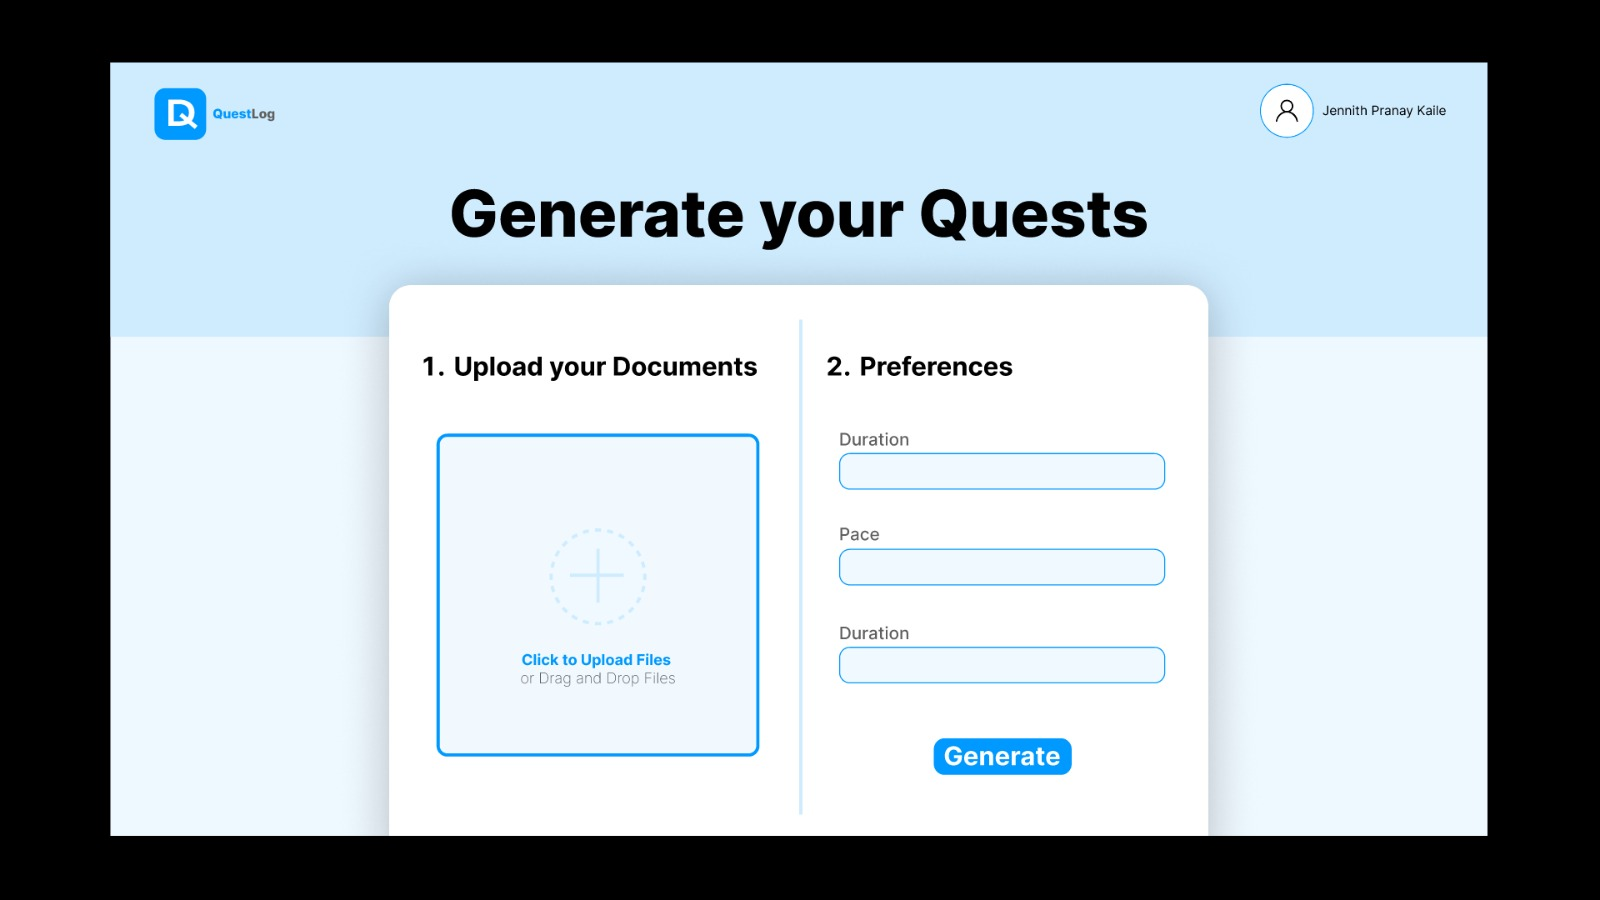 QuestLog
Jennith Pranay Kaile
Generate your Quests
1. Upload your Documents
Click to Upload Files
or Drag and Drop Files
2. Preferences
Duration
Pace
Duration
Generate